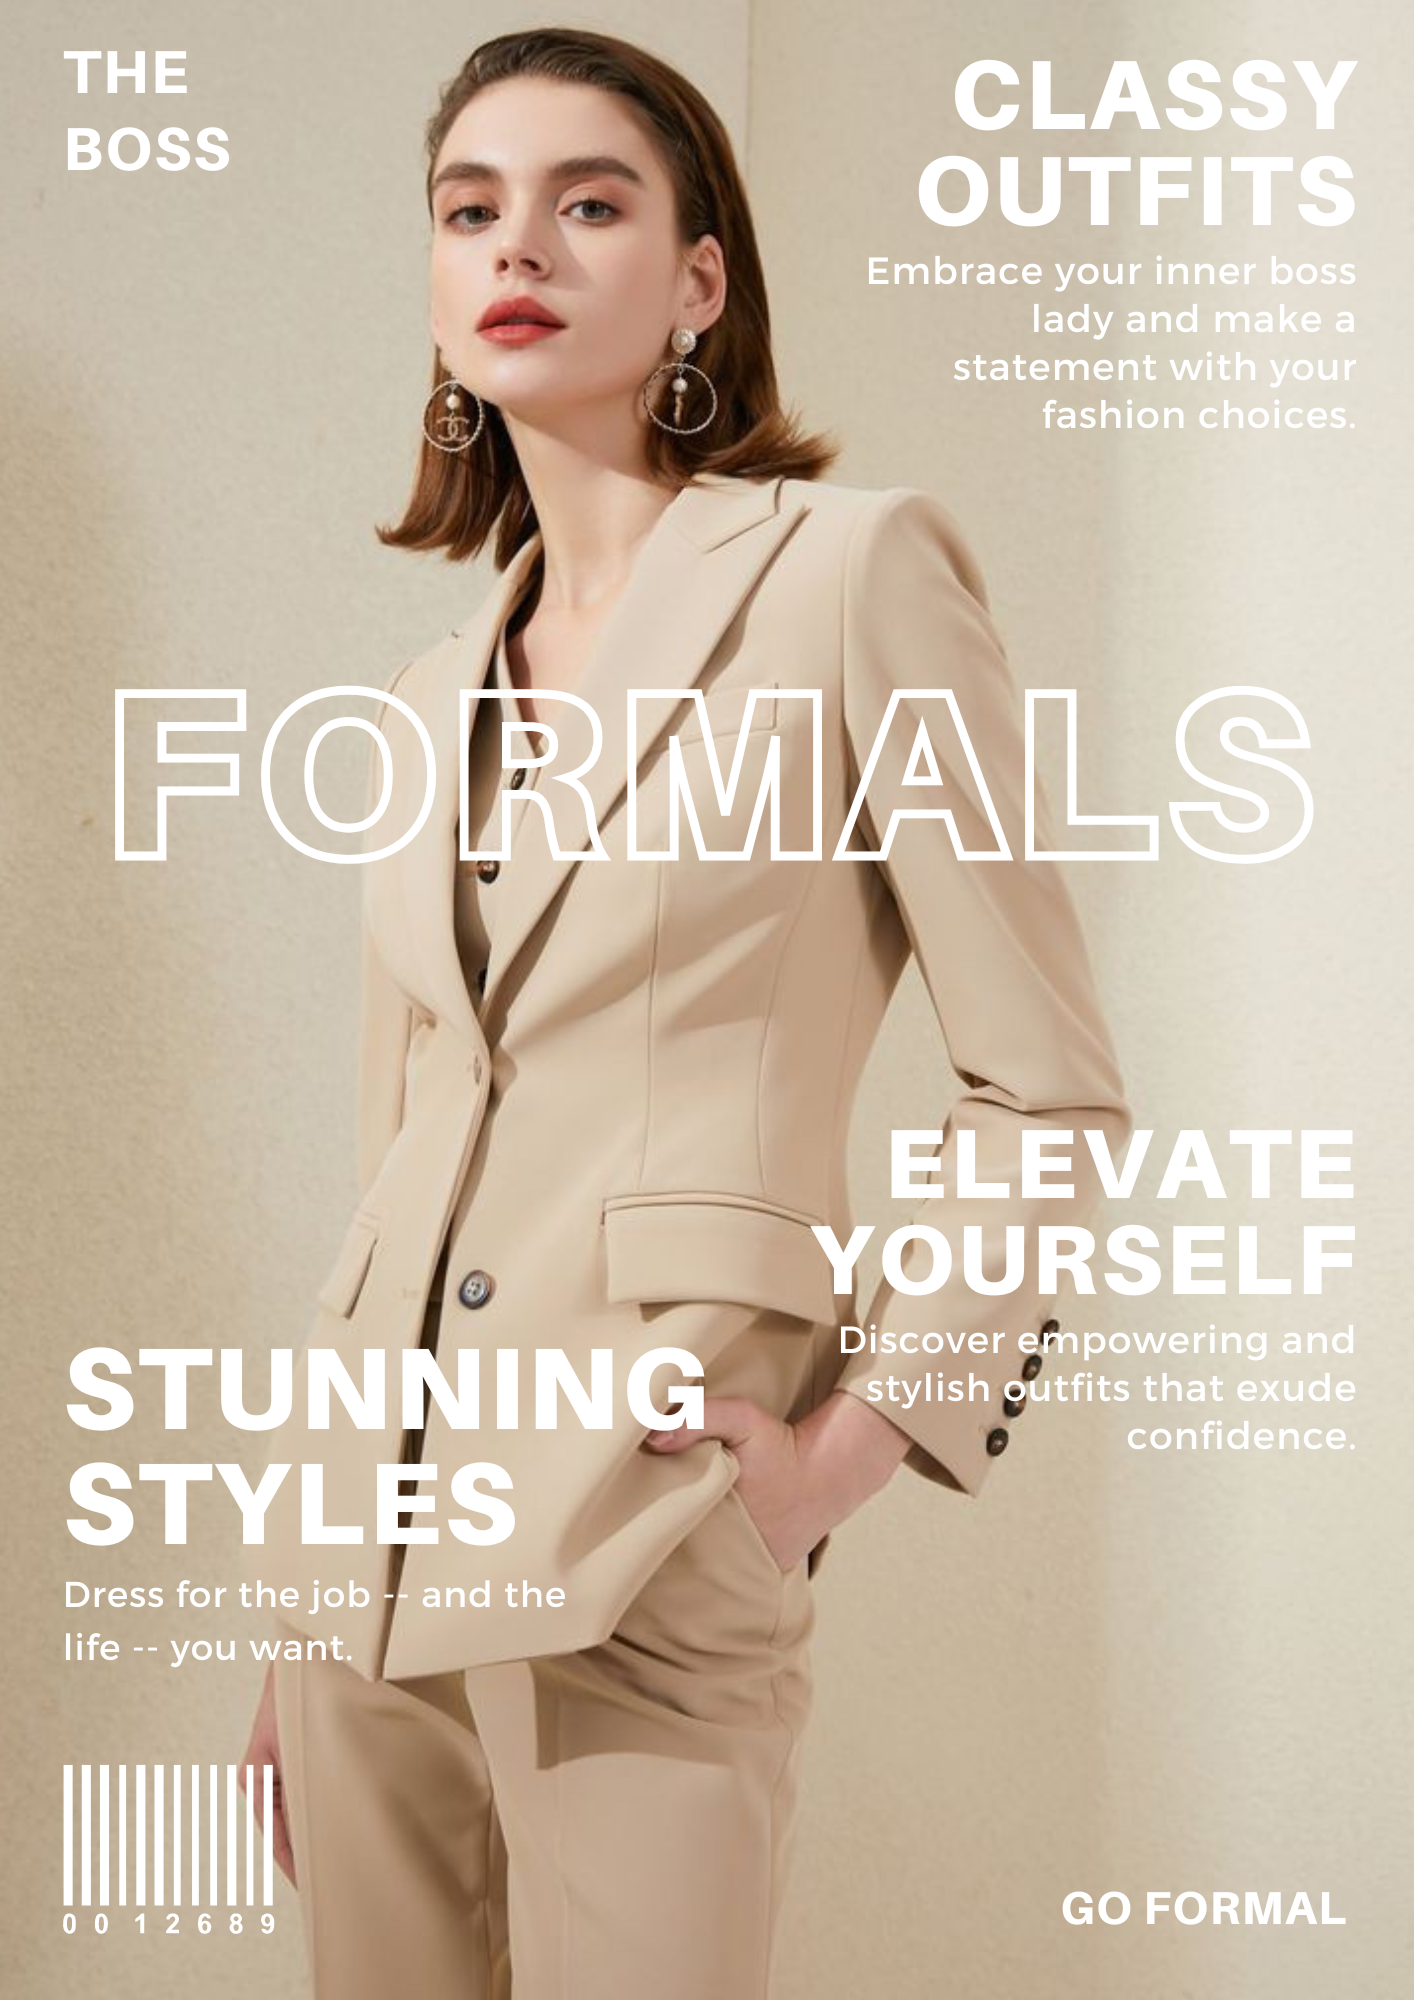 THE
BOSS
CLASSY
OUTFITS
Embrace your inner boss
lady and make a
statement with your
fashion choices.
FORMALS
ELEVATE
YOURSELF
Discover empowering and
stylish outfits that exude
confidence.
STUNNING
STYLES
Dress for the job -- and the
life -- you want.
0 0 1 2 6 8 9
GO FORMAL